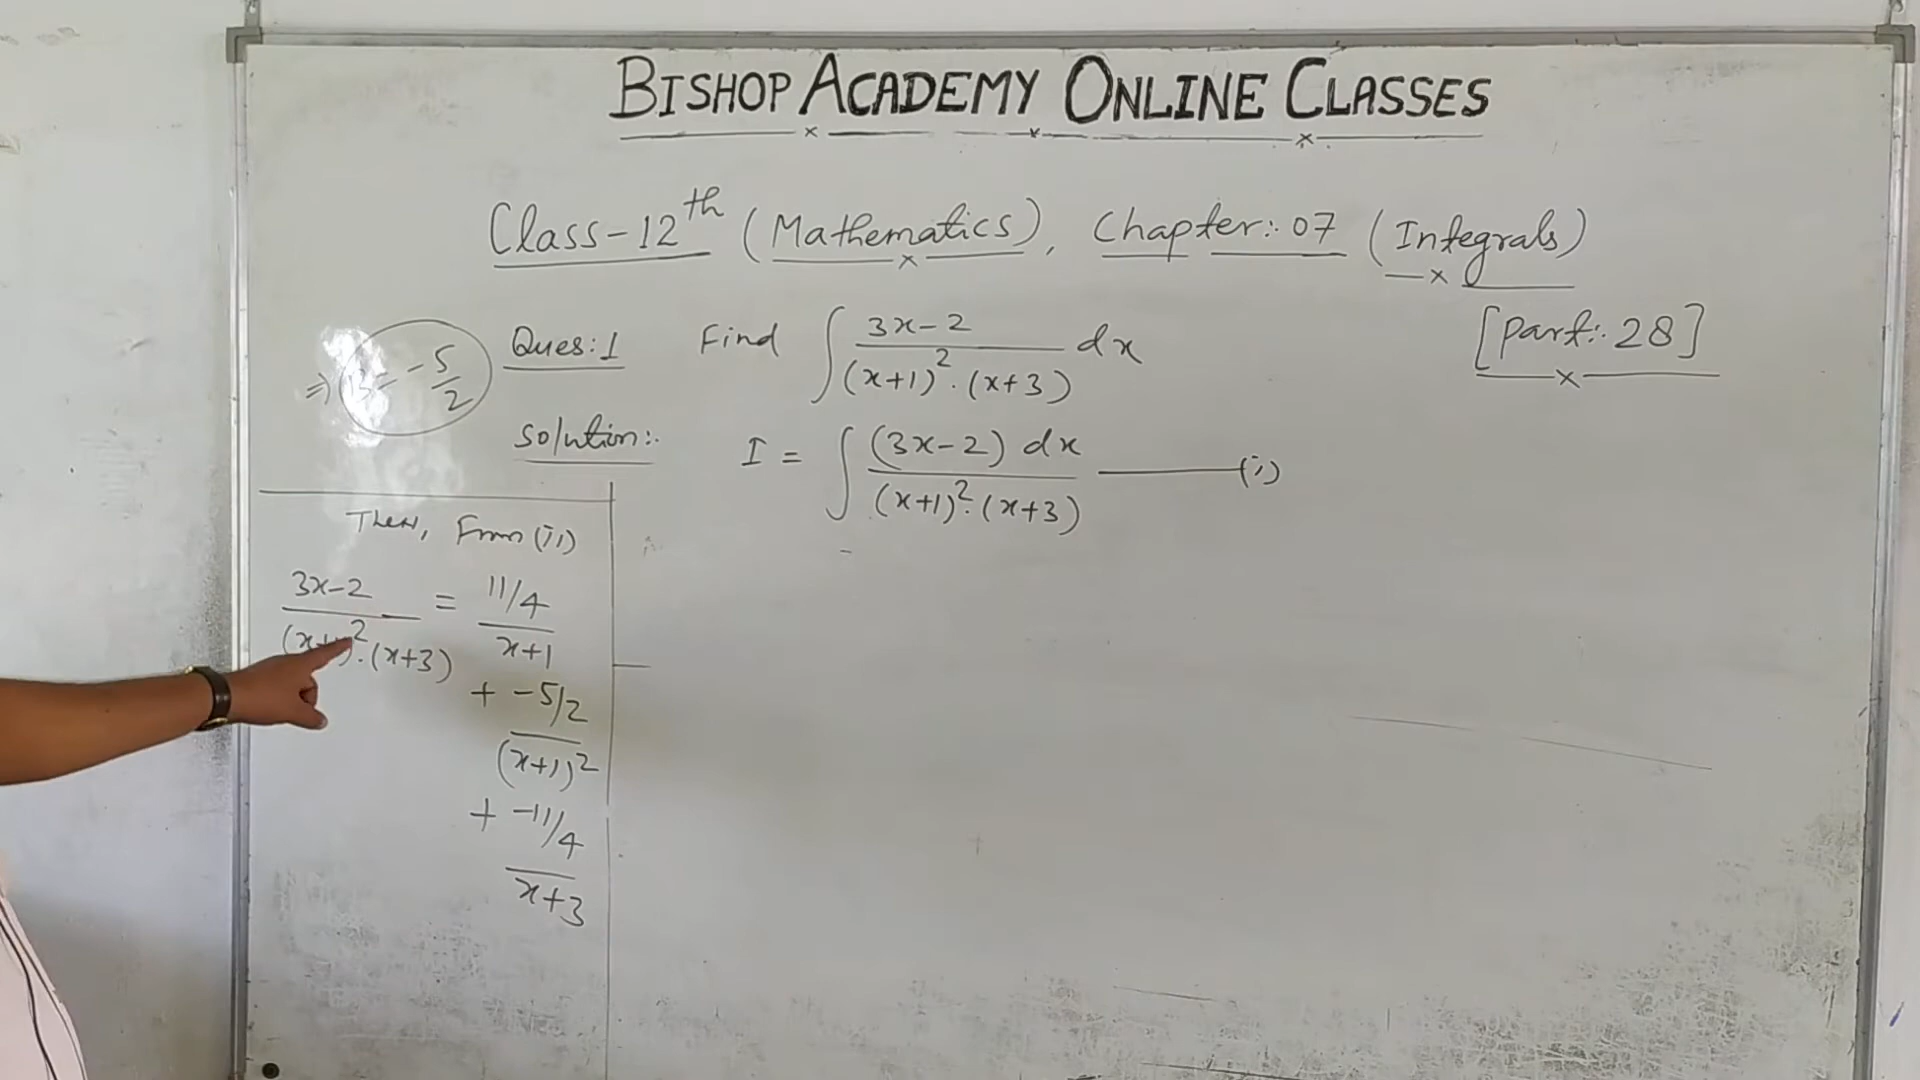 BISHOP ACADEMY ONLINE CLASSES
Class-12th (Mathematics), Chapter:07 (Integrals)
[Part:28]
Ques:1 Find ∫ 3x-2 / (x+1)².(x+3) dx
⇒ B = -5/2
Solution:
I = ∫ (3x-2) dx / (x+1)².(x+3) ———(i)
Then, From (ii)
3x-2 / (x+1)².(x+3) = 11/4 / x+1
+ -5/2 / (x+1)²
+ -11/4 / x+3